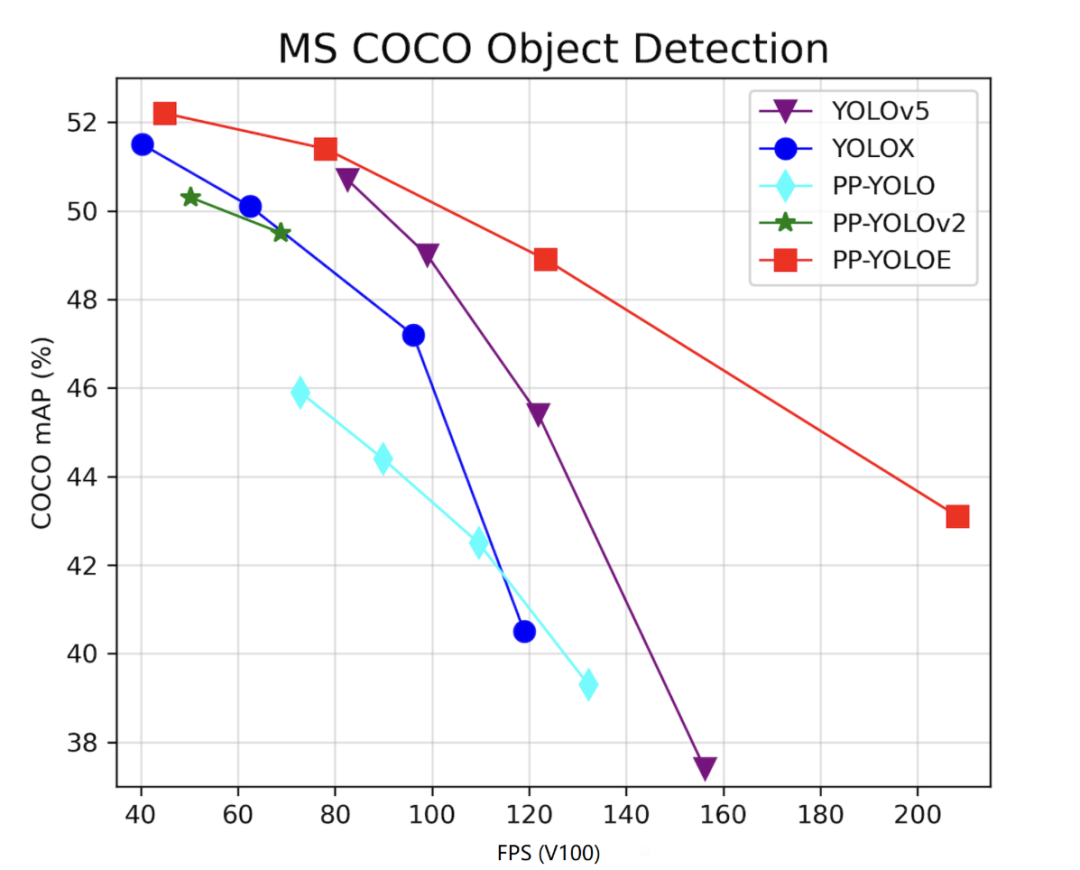 MS COCO Object Detection
YOLOv5
YOLOX
PP-YOLO
PP-YOLOv2
PP-YOLOE
COCO mAP (%)
52
50
48
46
44
42
40
38
40 60 80 100 120 140 160 180 200
FPS (V100)